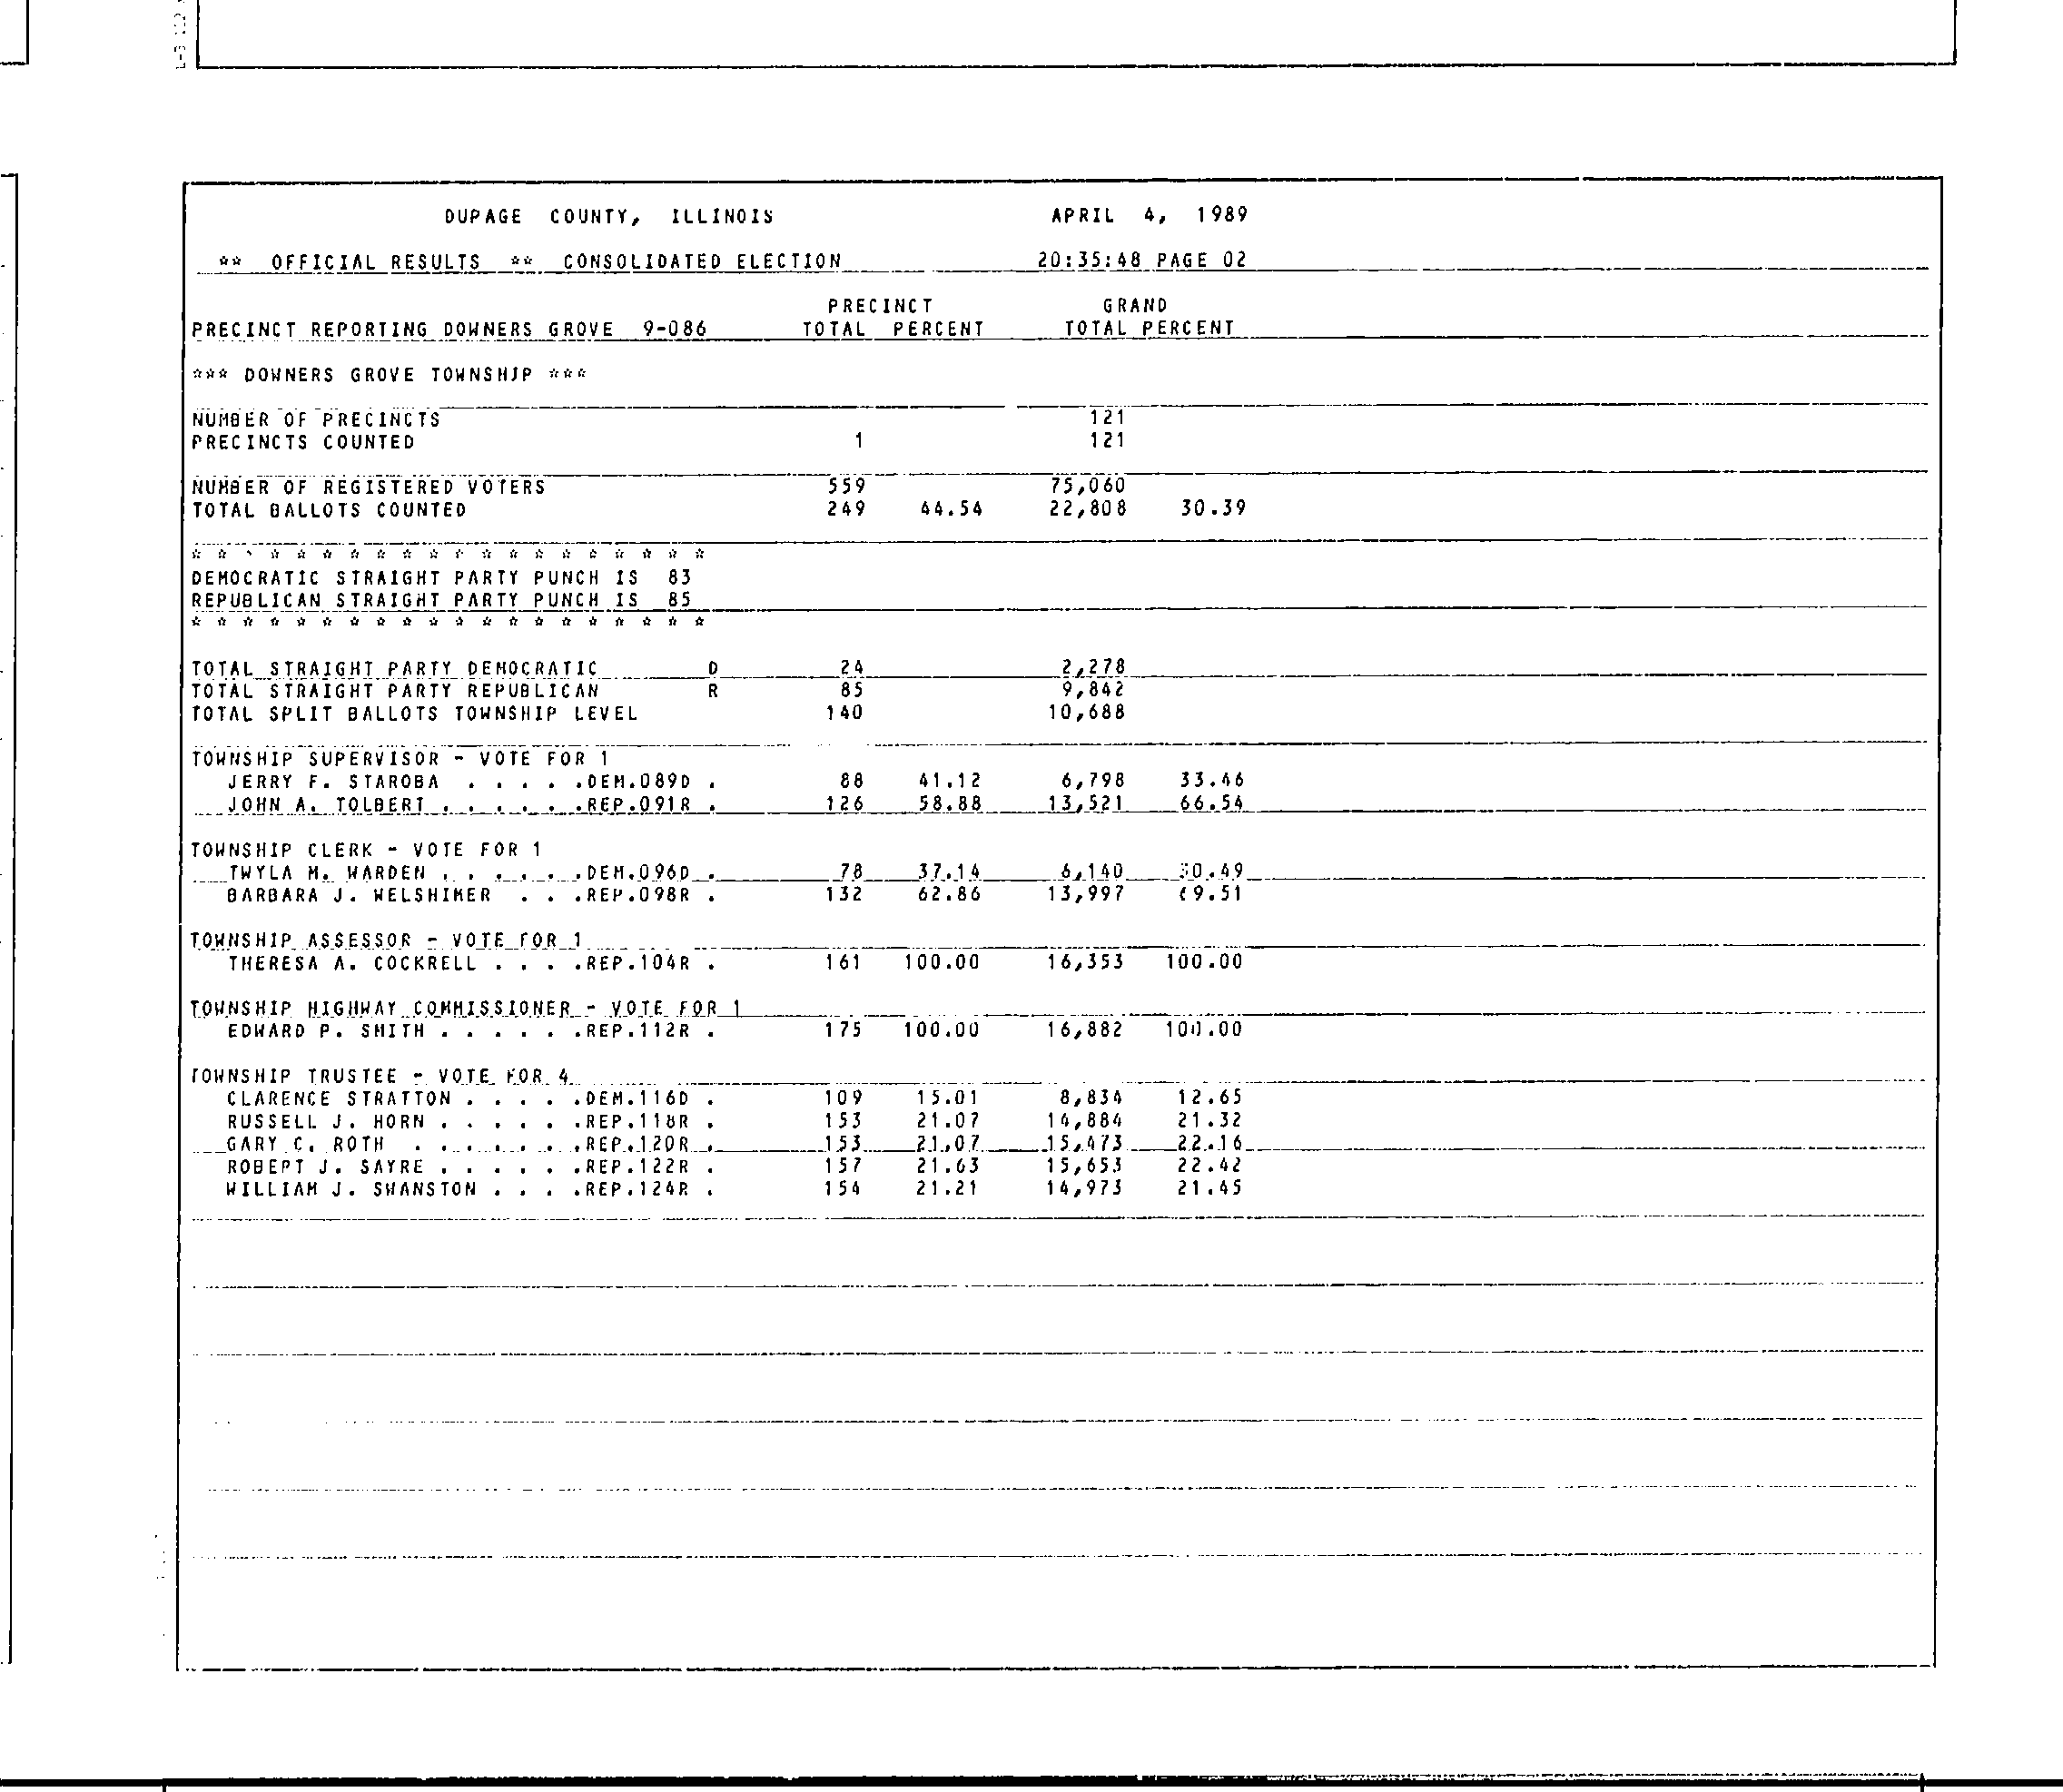 DUPAGE COUNTY, ILLINOIS APRIL 4, 1989
** OFFICIAL RESULTS ** CONSOLIDATED ELECTION 20:35:48 PAGE 02
PRECINCT GRAND
PRECINCT REPORTING DOWNERS GROVE 9-086 TOTAL PERCENT TOTAL PERCENT
*** DOWNERS GROVE TOWNSHIP ***
NUMBER OF PRECINCTS 121
PRECINCTS COUNTED 1 121
NUMBER OF REGISTERED VOTERS 559 75,060
TOTAL BALLOTS COUNTED 249 44.54 22,808 30.39
* * * * * * * * * * * * * * * * * * * *
DEMOCRATIC STRAIGHT PARTY PUNCH IS 83
REPUBLICAN STRAIGHT PARTY PUNCH IS 85
* * * * * * * * * * * * * * * * * * * *
TOTAL STRAIGHT PARTY DEMOCRATIC D 24 2,278
TOTAL STRAIGHT PARTY REPUBLICAN R 85 9,842
TOTAL SPLIT BALLOTS TOWNSHIP LEVEL 140 10,688
TOWNSHIP SUPERVISOR - VOTE FOR 1
JERRY F. STAROBA . . . . .DEM.089D . 88 41.12 6,798 33.46
JOHN A. TOLBERT . . . . . . .REP.091R . 126 58.88 13,521 66.54
TOWNSHIP CLERK - VOTE FOR 1
TWYLA M. WARDEN . . . . . . .DEM.096D . 78 37.14 6,140 30.49
BARBARA J. WELSHIMER . . .REP.098R . 132 62.86 13,997 69.51
TOWNSHIP ASSESSOR - VOTE FOR 1
THERESA A. COCKRELL . . . .REP.104R . 161 100.00 16,353 100.00
TOWNSHIP HIGHWAY COMMISSIONER - VOTE FOR 1
EDWARD P. SMITH . . . . . . .REP.112R . 175 100.00 16,882 100.00
TOWNSHIP TRUSTEE - VOTE FOR 4
CLARENCE STRATTON . . . . .DEM.116D . 109 15.01 8,834 12.65
RUSSELL J. HORN . . . . . . .REP.118R . 153 21.07 14,884 21.32
GARY C. ROTH . . . . . . .REP.120R . 153 21.07 15,473 22.16
ROBERT J. SAYRE . . . . . . .REP.122R . 157 21.63 15,653 22.42
WILLIAM J. SWANSTON . . . .REP.124R . 154 21.21 14,973 21.45